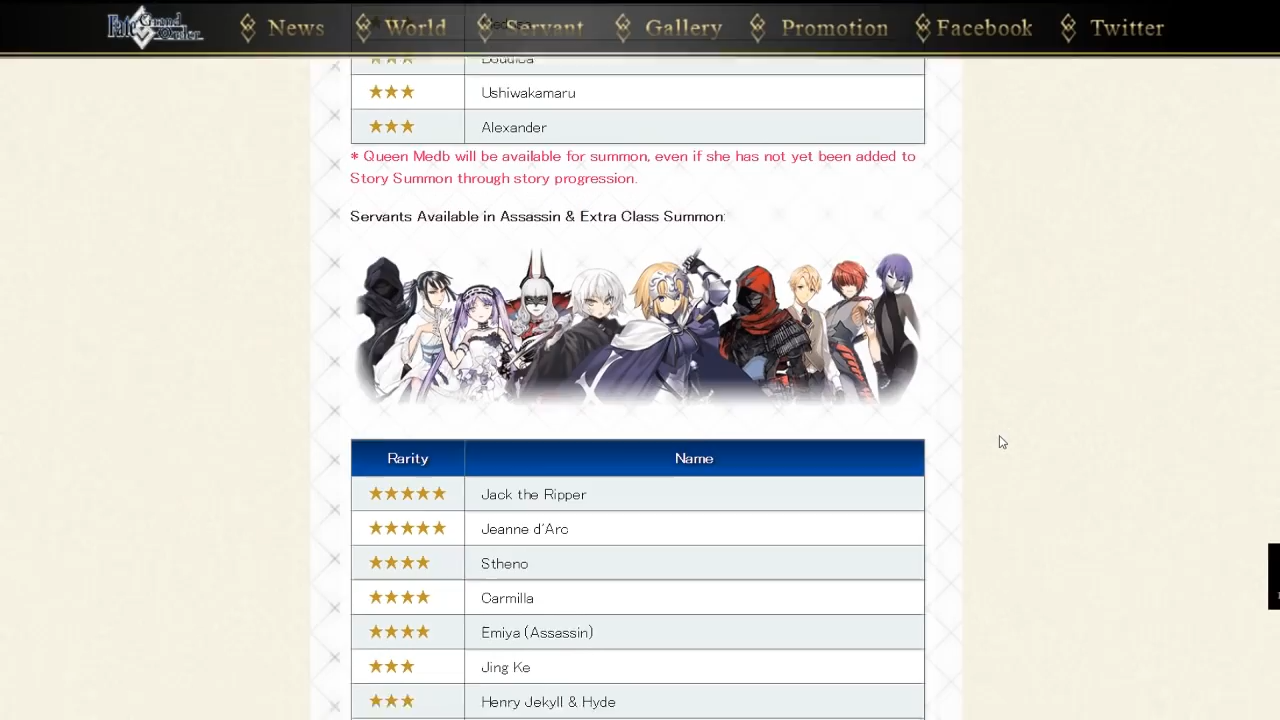 Fate Grand Order
News
World
Servant
Gallery
Promotion
Facebook
Twitter
Boudica
Ushiwakamaru
Alexander
* Queen Medb will be available for summon, even if she has not yet been added to
Story Summon through story progression.
Servants Available in Assassin & Extra Class Summon:
Rarity Name
★★★★★ Jack the Ripper
★★★★★ Jeanne d'Arc
★★★★ Stheno
★★★★ Carmilla
★★★★ Emiya (Assassin)
★★★ Jing Ke
★★★ Henry Jekyll & Hyde